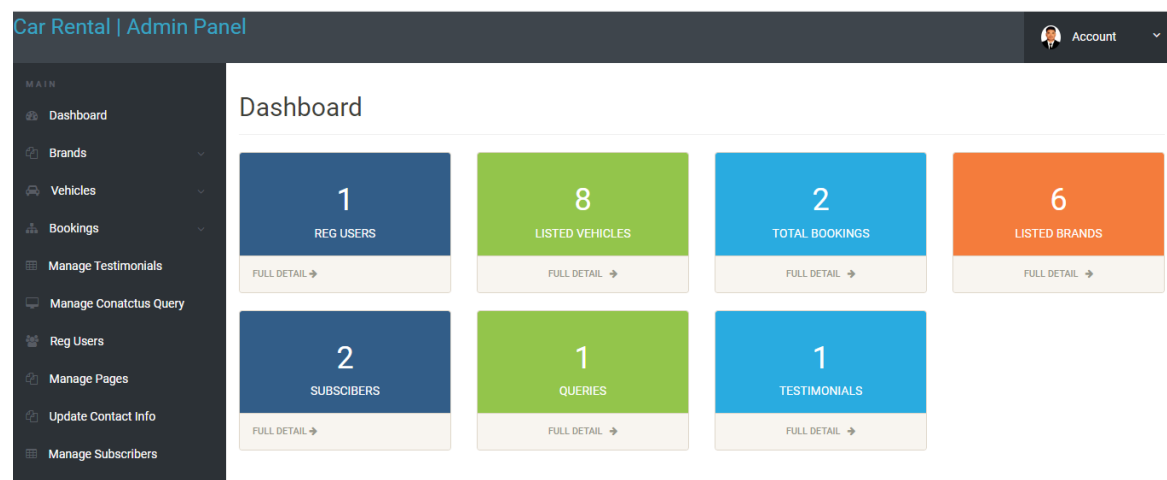 Car Rental | Admin Panel
Account
MAIN
Dashboard
Brands
Vehicles
Bookings
Manage Testimonials
Manage Conatctus Query
Reg Users
Manage Pages
Update Contact Info
Manage Subscribers
Dashboard
1
REG USERS
FULL DETAIL
8
LISTED VEHICLES
FULL DETAIL
2
TOTAL BOOKINGS
FULL DETAIL
6
LISTED BRANDS
FULL DETAIL
2
SUBSCIBERS
FULL DETAIL
1
QUERIES
FULL DETAIL
1
TESTIMONIALS
FULL DETAIL